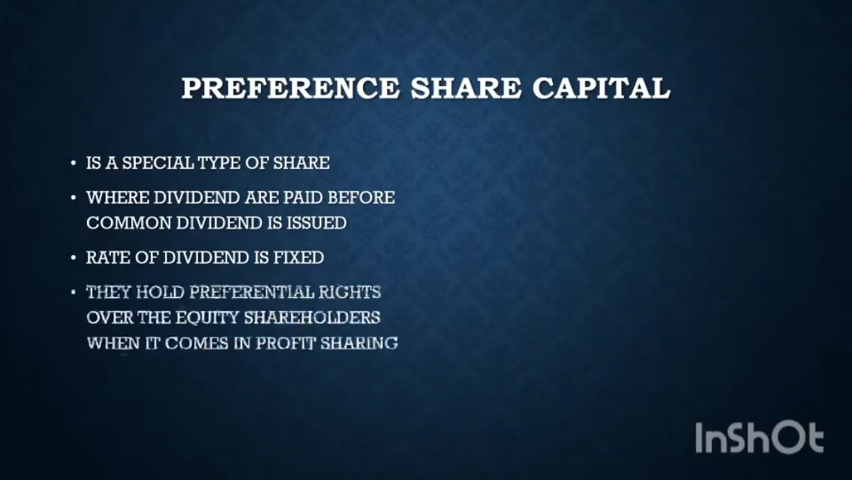 PREFERENCE SHARE CAPITAL
• IS A SPECIAL TYPE OF SHARE
• WHERE DIVIDEND ARE PAID BEFORE
COMMON DIVIDEND IS ISSUED
• RATE OF DIVIDEND IS FIXED
• THEY HOLD PREFERENTIAL RIGHTS
OVER THE EQUITY SHAREHOLDERS
WHEN IT COMES IN PROFIT SHARING
InShOt